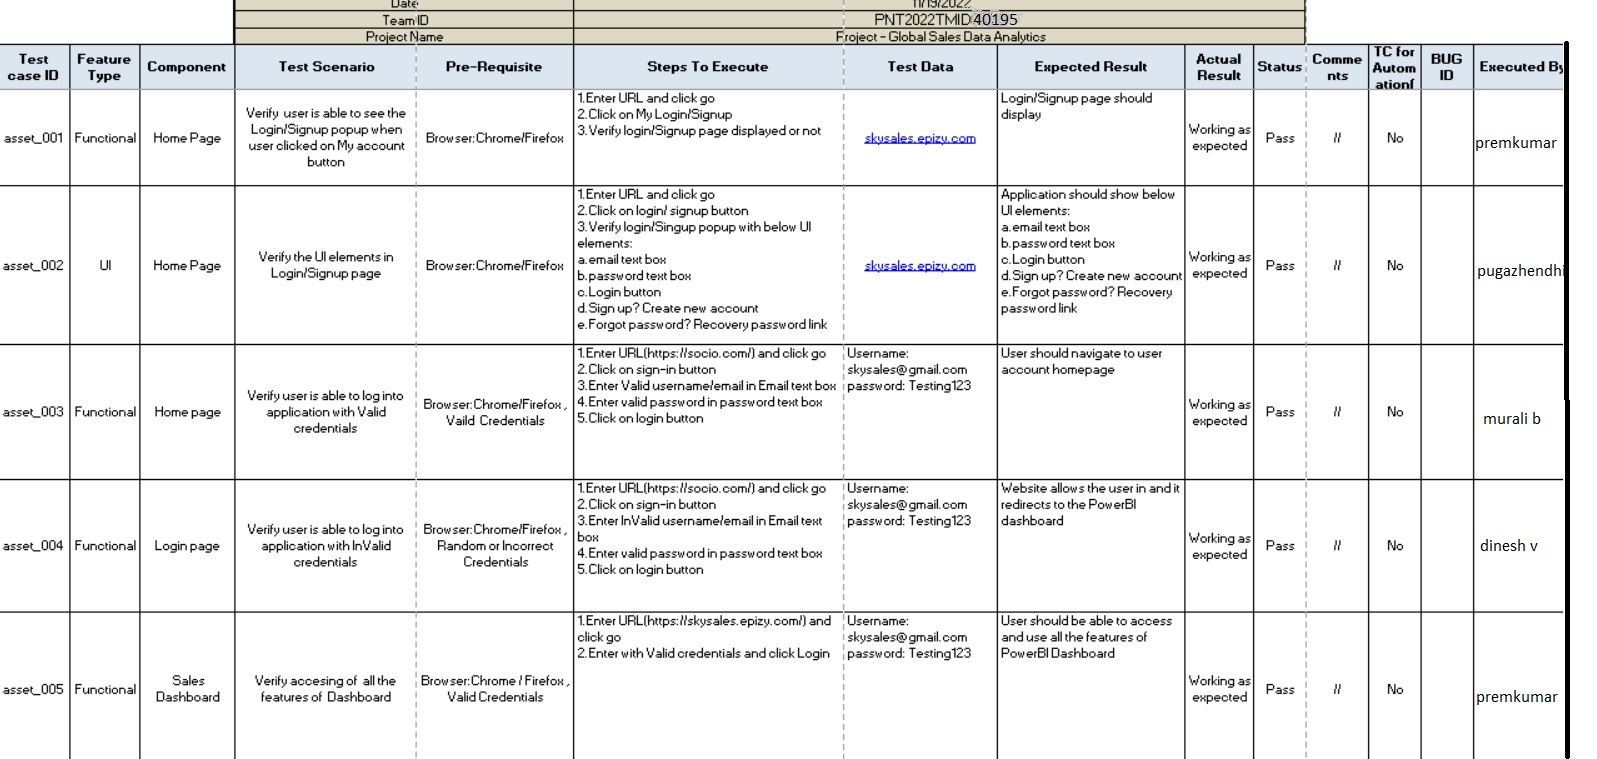 Date 11/19/2022
Team ID PNT2022TMID40195
Project Name Project - Global Sales Data Analytics
Test case ID Feature Type Component Test Scenario Pre-Requisite Steps To Execute Test Data Expected Result Actual Result Status Comme nts TC for Autom ation( BUG ID Executed By
asset_001 Functional Home Page
Verify user is able to see the
Login/Signup popup when
user clicked on My account
button
Browser:Chrome/Firefox
1.Enter URL and click go
2.Click on My Login/Signup
3.Verify login/Signup page displayed or not
skysales.epizy.com
Login/Signup page should
display
Working as
expected
Pass // No premkumar
asset_002 UI Home Page
Verify the UI elements in
Login/Signup page
Browser:Chrome/Firefox
1.Enter URL and click go
2.Click on login/ signup button
3.Verify login/Singup popup with below UI
elements:
a.email text box
b.password text box
c.Login button
d.Sign up? Create new account
e.Forgot password? Recovery password link
skysales.epizy.com
Application should show below
UI elements:
a.email text box
b.password text box
c.Login button
d.Sign up? Create new account
e.Forgot password? Recovery
password link
Working as
expected
Pass // No pugazhendhi
asset_003 Functional Home page
Verify user is able to log into
application with Valid
credentials
Browser:Chrome/Firefox ,
Vaild Credentials
1.Enter URL(https://socio.com/) and click go
2.Click on sign-in button
3.Enter Valid username/email in Email text box
4.Enter valid password in password text box
5.Click on login button
Username:
skysales@gmail.com
password: Testing123
User should navigate to user
account homepage
Working as
expected
Pass // No murali b
asset_004 Functional Login page
Verify user is able to log into
application with InValid
credentials
Browser:Chrome/Firefox ,
Random or Incorrect
Credentials
1.Enter URL(https://socio.com/) and click go
2.Click on sign-in button
3.Enter InValid username/email in Email text
box
4.Enter valid password in password text box
5.Click on login button
Username:
skysales@gmail.com
password: Testing123
Website allows the user in and it
redirects to the PowerBI
dashboard
Working as
expected
Pass // No dinesh v
asset_005 Functional
Sales
Dashboard
Verify accesing of all the
features of Dashboard
Browser:Chrome / Firefox ,
Valid Credentials
1.Enter URL(https://skysales.epizy.com/) and
click go
2.Enter with Valid credentials and click Login
Username:
skysales@gmail.com
password: Testing123
User should be able to access
and use all the features of
PowerBI Dashboard
Working as
expected
Pass // No premkumar